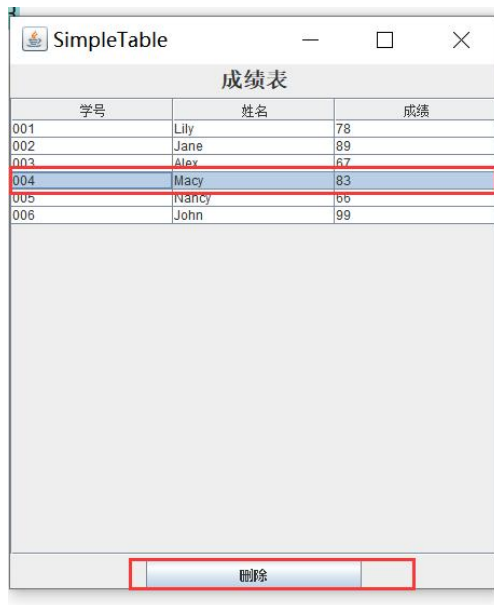 SimpleTable
成绩表
学号 姓名 成绩
001 Lily 78
002 Jane 89
003 Alex 67
004 Macy 83
005 Nancy 66
006 John 99
删除